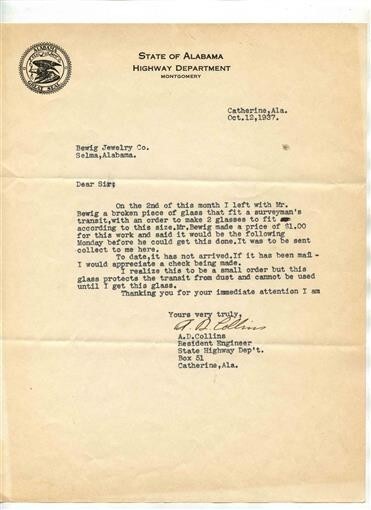 ALABAMA
GREAT SEAL
STATE OF ALABAMA
HIGHWAY DEPARTMENT
MONTGOMERY
Catherine,Ala.
Oct.12,1937.
Bewig Jewelry Co.
Selma,Alabama.
Dear Sir;
On the 2nd of this month I left with Mr.
Bewig a broken piece of glass that fit a surveyman's
transit,with an order to make 2 glasses to fit
according to this size.Mr.Bewig made a price of $1.00
for this work and said it would be the following
Monday before he could get this done.It was to be sent
collect to me here.
To date,it has not arrived.If it has been mail-
I would appreciate a check being made.
I realize this to be a small order but this
glass protects the transit from dust and cannot be used
until I get this glass.
Thanking you for your immediate attention I am
Yours very truly,
A. D. Collins
A.D.Collins
Resident Engineer
State Highway Dep't.
Box 51
Catherine,Ala.